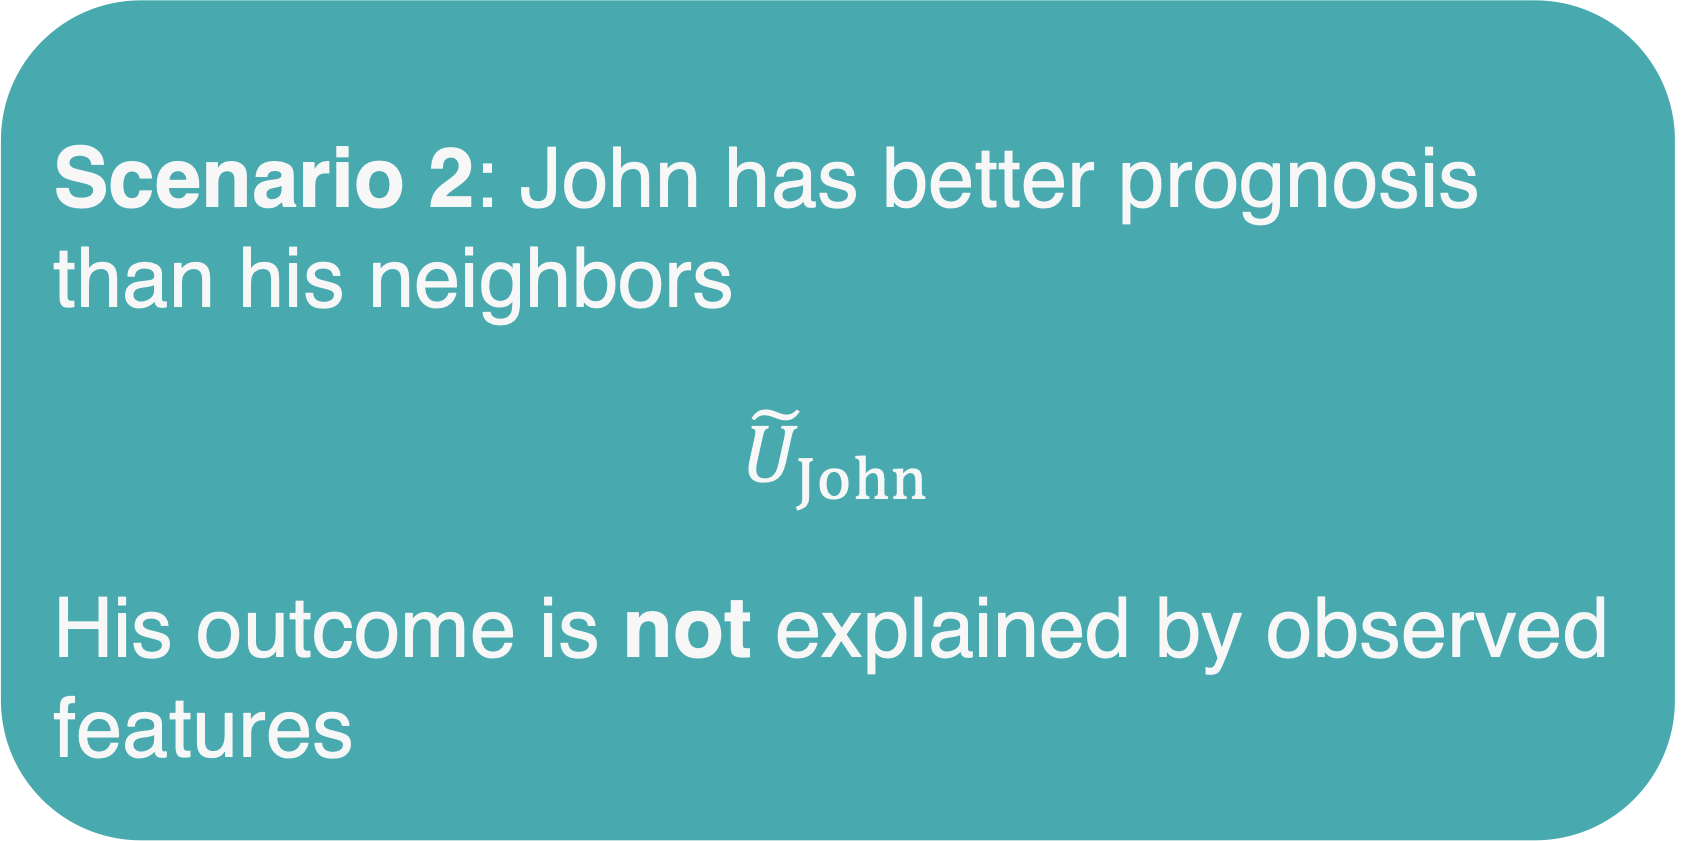 Scenario 2: John has better prognosis
than his neighbors
Ũ_John
His outcome is not explained by observed
features